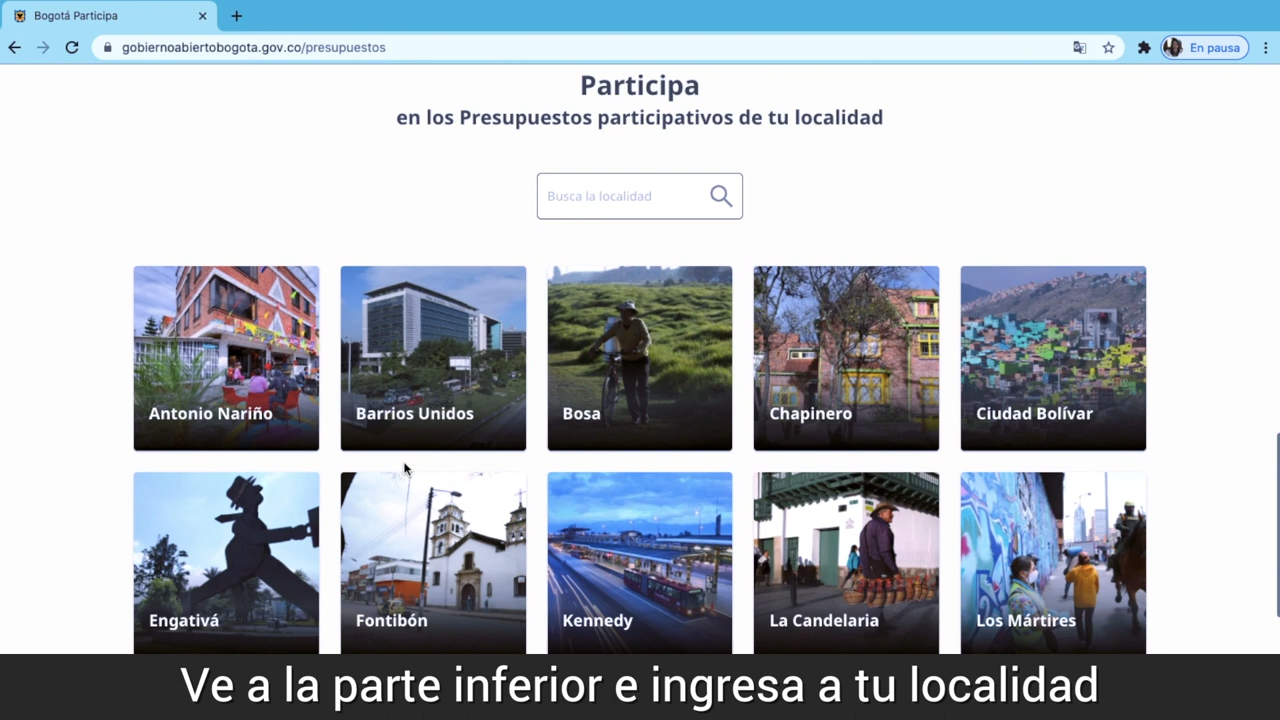 Bogotá Participa
gobiernoabiertobogota.gov.co/presupuestos
En pausa
Participa
en los Presupuestos participativos de tu localidad
Busca la localidad
Antonio Nariño
Barrios Unidos
Bosa
Chapinero
Ciudad Bolívar
Engativá
Fontibón
Kennedy
La Candelaria
Los Mártires
Ve a la parte inferior e ingresa a tu localidad